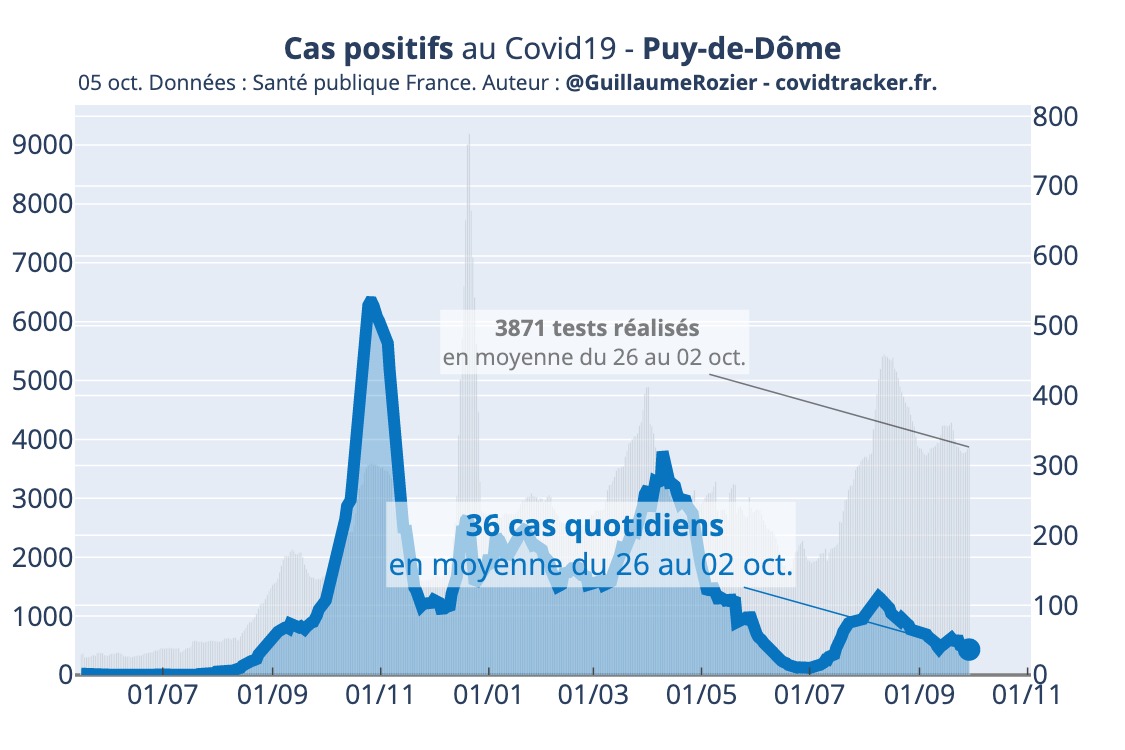 Cas positifs au Covid19 - Puy-de-Dôme
05 oct. Données : Santé publique France. Auteur : @GuillaumeRozier - covidtracker.fr.
9000
8000
7000
6000
5000
4000
3000
2000
1000
0
800
700
600
500
400
300
200
100
0
3871 tests réalisés
en moyenne du 26 au 02 oct.
36 cas quotidiens
en moyenne du 26 au 02 oct.
01/07 01/09 01/11 01/01 01/03 01/05 01/07 01/09 01/11